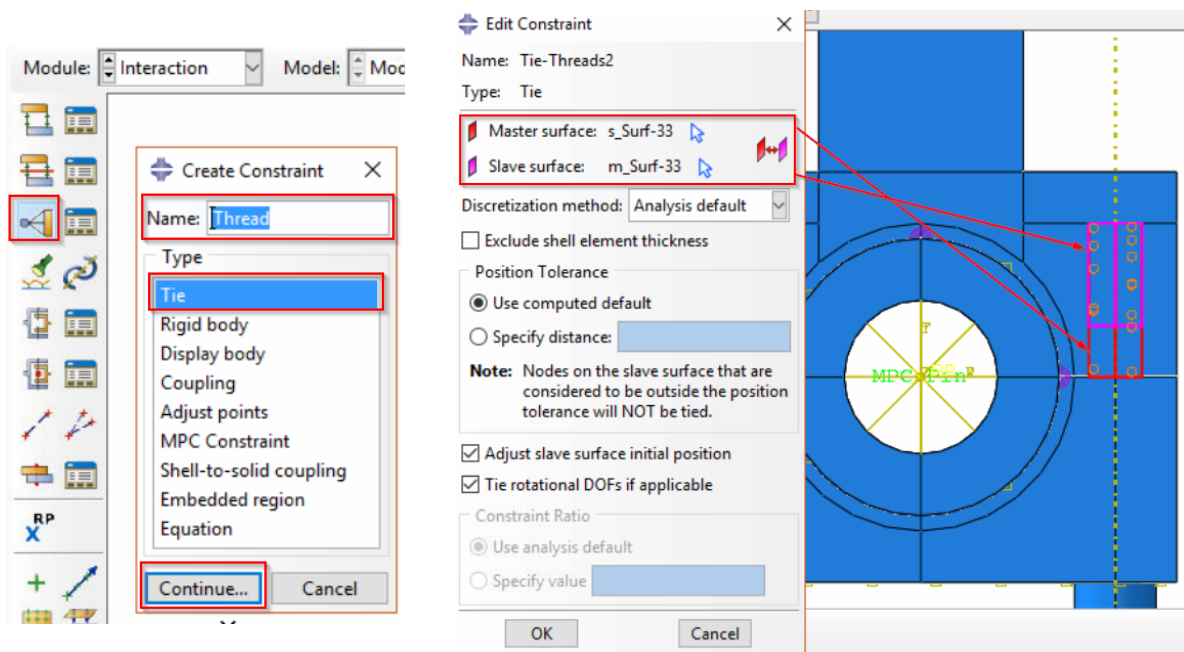 Module: Interaction Model: Mod
Create Constraint
Name: Thread
Type
Tie
Rigid body
Display body
Coupling
Adjust points
MPC Constraint
Shell-to-solid coupling
Embedded region
Equation
Continue... Cancel
RP
X
Edit Constraint
Name: Tie-Threads2
Type: Tie
Master surface: s_Surf-33
Slave surface: m_Surf-33
Discretization method: Analysis default
Exclude shell element thickness
Position Tolerance
Use computed default
Specify distance:
Note: Nodes on the slave surface that are
considered to be outside the position
tolerance will NOT be tied.
Adjust slave surface initial position
Tie rotational DOFs if applicable
Constraint Ratio
Use analysis default
Specify value
OK Cancel
MPC Pin